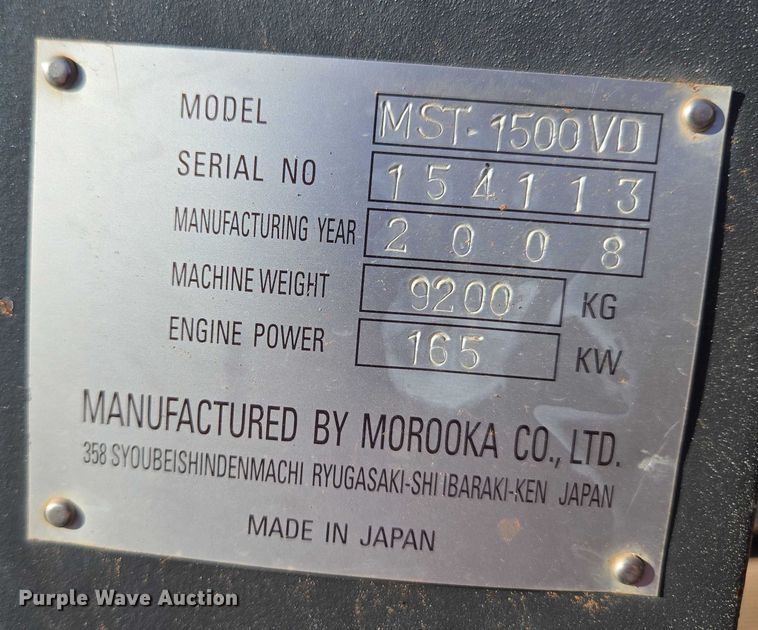 MODEL MST-1500VD
SERIAL NO 154113
MANUFACTURING YEAR 2008
MACHINE WEIGHT 9200 KG
ENGINE POWER 165 KW
MANUFACTURED BY MOROOKA CO., LTD.
358 SYOUBEISHINDENMACHI RYUGASAKI-SHI IBARAKI-KEN JAPAN
MADE IN JAPAN
Purple Wave Auction